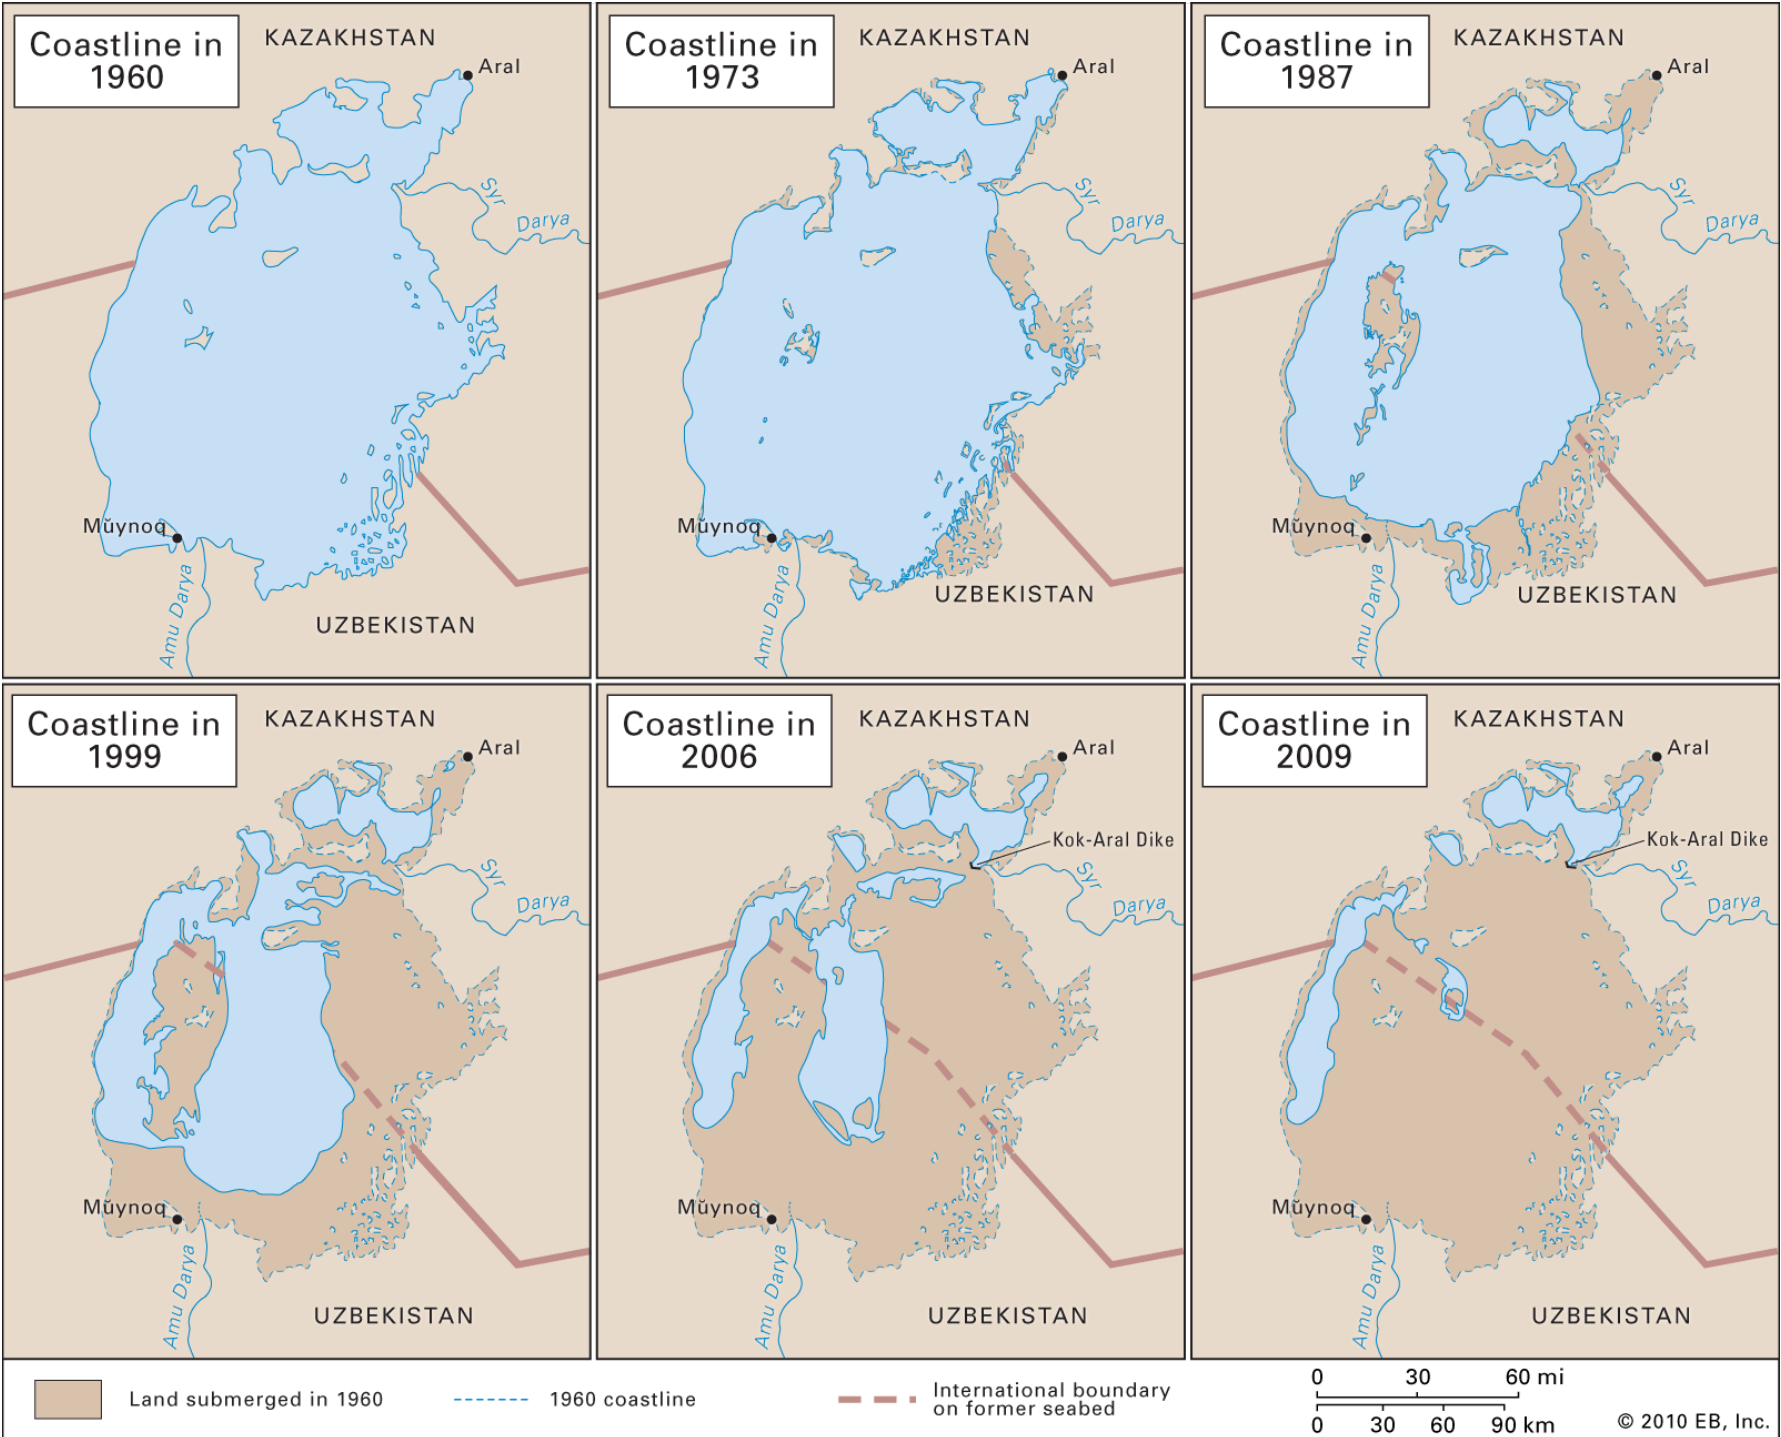 Coastline in
1960
KAZAKHSTAN
Aral
Syr
Darya
Mŭynoq
Amu Darya
UZBEKISTAN
Coastline in
1973
KAZAKHSTAN
Aral
Syr
Darya
Mŭynoq
Amu Darya
UZBEKISTAN
Coastline in
1987
KAZAKHSTAN
Aral
Syr
Darya
Mŭynoq
Amu Darya
UZBEKISTAN
Coastline in
1999
KAZAKHSTAN
Aral
Syr
Darya
Mŭynoq
Amu Darya
UZBEKISTAN
Coastline in
2006
KAZAKHSTAN
Aral
Kok-Aral Dike
Syr
Darya
Mŭynoq
Amu Darya
UZBEKISTAN
Coastline in
2009
KAZAKHSTAN
Aral
Kok-Aral Dike
Syr
Darya
Mŭynoq
Amu Darya
UZBEKISTAN
Land submerged in 1960
1960 coastline
International boundary
on former seabed
0 30 60 mi
0 30 60 90 km
© 2010 EB, Inc.